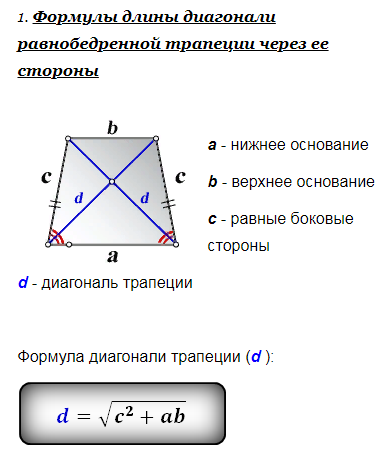 1. Формулы длины диагонали
равнобедренной трапеции через ее
стороны
b
c
c
d
d
a
a - нижнее основание
b - верхнее основание
c - равные боковые
стороны
d - диагональ трапеции
Формула диагонали трапеции (d ):
d = √(c² + ab)